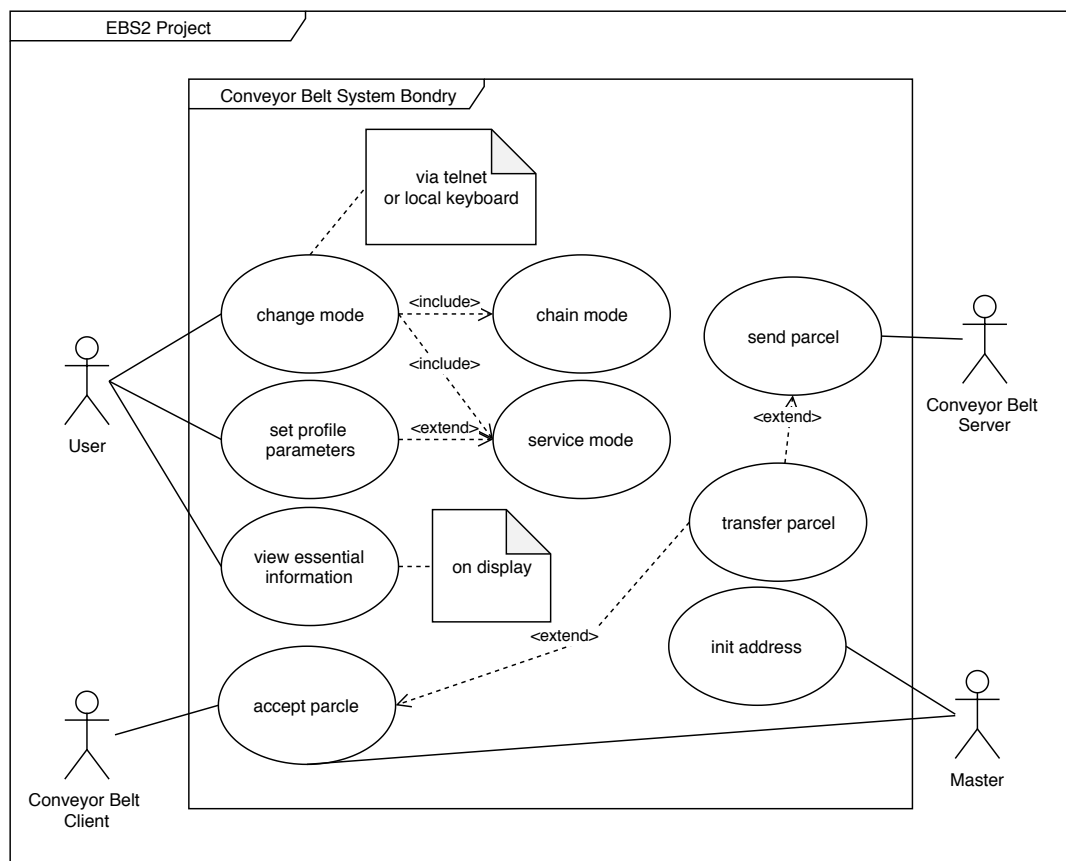 EBS2 Project
Conveyor Belt System Bondry
via telnet
or local keyboard
change mode
<include>
chain mode
send parcel
<include>
User
set profile
parameters
<extend>
service mode
<extend>
Conveyor Belt
Server
transfer parcel
view essential
information
on display
<extend>
init address
accept parcle
Conveyor Belt
Client
Master